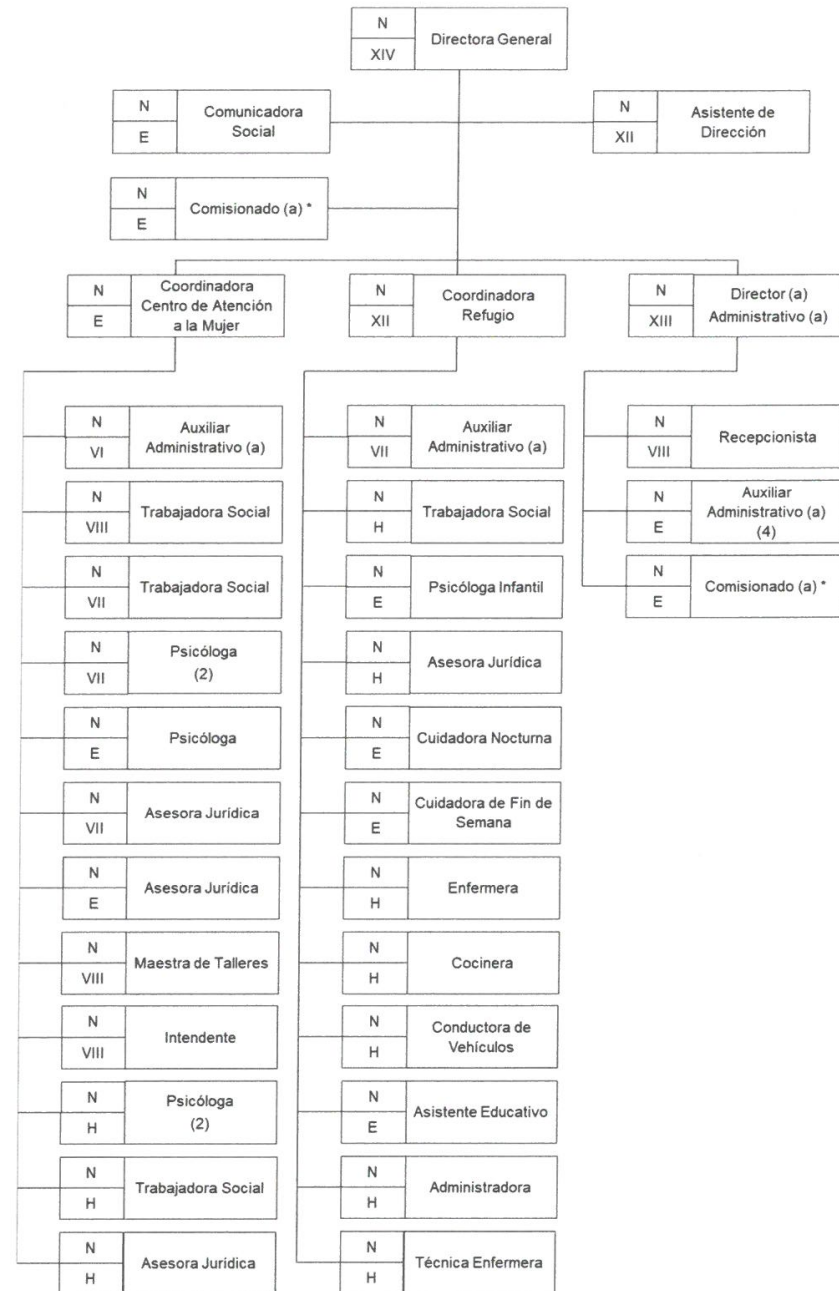 N
XIV
Directora General
N
E
Comunicadora
Social
N
XII
Asistente de
Dirección
N
E
Comisionado (a) *
N
E
Coordinadora
Centro de Atención
a la Mujer
N
XII
Coordinadora
Refugio
N
XIII
Director (a)
Administrativo (a)
N
VI
Auxiliar
Administrativo (a)
N
VIII
Trabajadora Social
N
VII
Trabajadora Social
N
VII
Psicóloga
(2)
N
E
Psicóloga
N
VII
Asesora Jurídica
N
E
Asesora Jurídica
N
VIII
Maestra de Talleres
N
VIII
Intendente
N
H
Psicóloga
(2)
N
H
Trabajadora Social
N
H
Asesora Jurídica
N
VII
Auxiliar
Administrativo (a)
N
H
Trabajadora Social
N
E
Psicóloga Infantil
N
H
Asesora Jurídica
N
E
Cuidadora Nocturna
N
E
Cuidadora de Fin de
Semana
N
H
Enfermera
N
H
Cocinera
N
H
Conductora de
Vehículos
N
E
Asistente Educativo
N
H
Administradora
N
H
Técnica Enfermera
N
VIII
Recepcionista
N
E
Auxiliar
Administrativo (a)
(4)
N
E
Comisionado (a) *